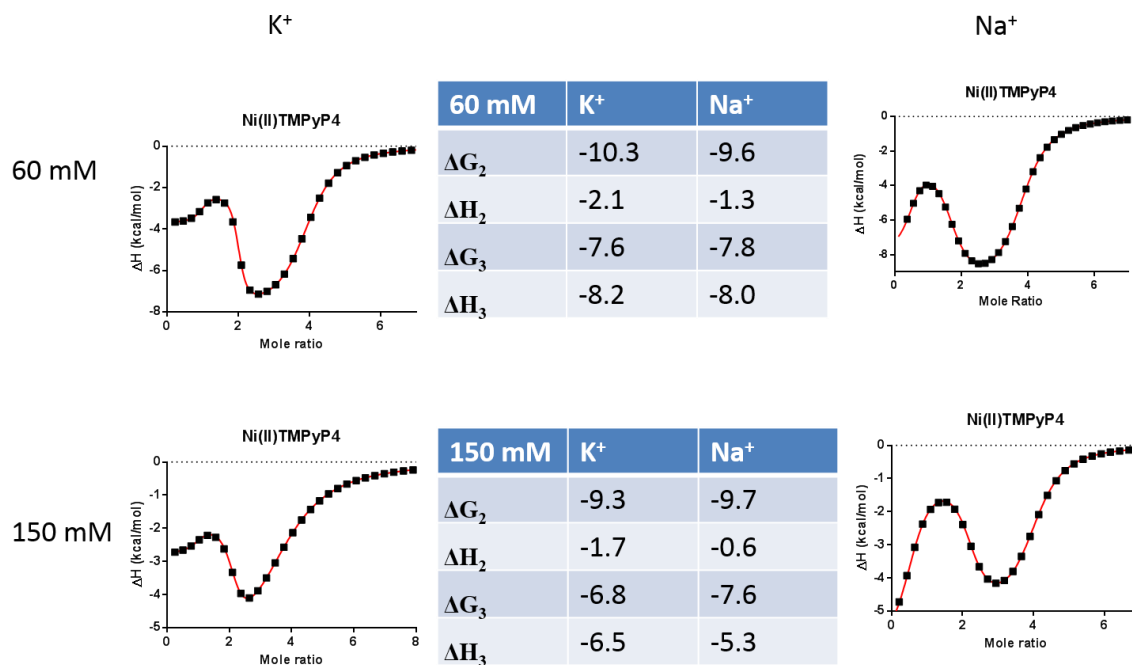 K⁺
Na⁺
60 mM
Ni(II)TMPyP4
0
-2
-4
-6
-8
ΔH (kcal/mol)
0 2 4 6
Mole ratio
60 mM K⁺ Na⁺
ΔG₂ -10.3 -9.6
ΔH₂ -2.1 -1.3
ΔG₃ -7.6 -7.8
ΔH₃ -8.2 -8.0
Ni(II)TMPyP4
0
-2
-4
-6
-8
ΔH (kcal/mol)
0 2 4 6
Mole Ratio
150 mM
Ni(II)TMPyP4
0
-1
-2
-3
-4
-5
ΔH (kcal/mol)
0 2 4 6 8
Mole ratio
150 mM K⁺ Na⁺
ΔG₂ -9.3 -9.7
ΔH₂ -1.7 -0.6
ΔG₃ -6.8 -7.6
ΔH₃ -6.5 -5.3
Ni(II)TMPyP4
0
-1
-2
-3
-4
-5
ΔH (kcal/mol)
0 2 4 6
Mole ratio